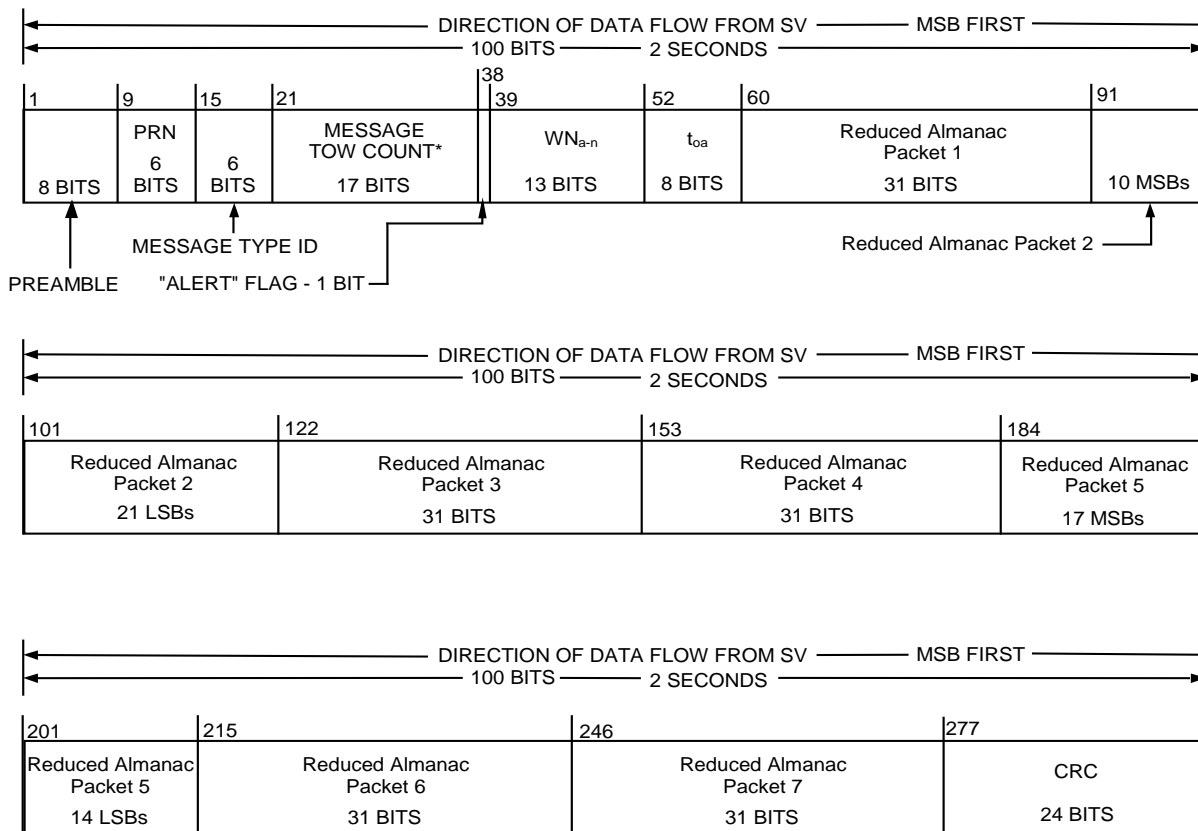 DIRECTION OF DATA FLOW FROM SV MSB FIRST
100 BITS 2 SECONDS
1 9 15 21 38 39 52 60 91
8 BITS
PRN
6
BITS
6
BITS
MESSAGE
TOW COUNT*
17 BITS
WNa-n
13 BITS
toa
8 BITS
Reduced Almanac
Packet 1
31 BITS
10 MSBs
MESSAGE TYPE ID
Reduced Almanac Packet 2
PREAMBLE
"ALERT" FLAG - 1 BIT
DIRECTION OF DATA FLOW FROM SV MSB FIRST
100 BITS 2 SECONDS
101 122 153 184
Reduced Almanac
Packet 2
21 LSBs
Reduced Almanac
Packet 3
31 BITS
Reduced Almanac
Packet 4
31 BITS
Reduced Almanac
Packet 5
17 MSBs
DIRECTION OF DATA FLOW FROM SV MSB FIRST
100 BITS 2 SECONDS
201 215 246 277
Reduced Almanac
Packet 5
14 LSBs
Reduced Almanac
Packet 6
31 BITS
Reduced Almanac
Packet 7
31 BITS
CRC
24 BITS